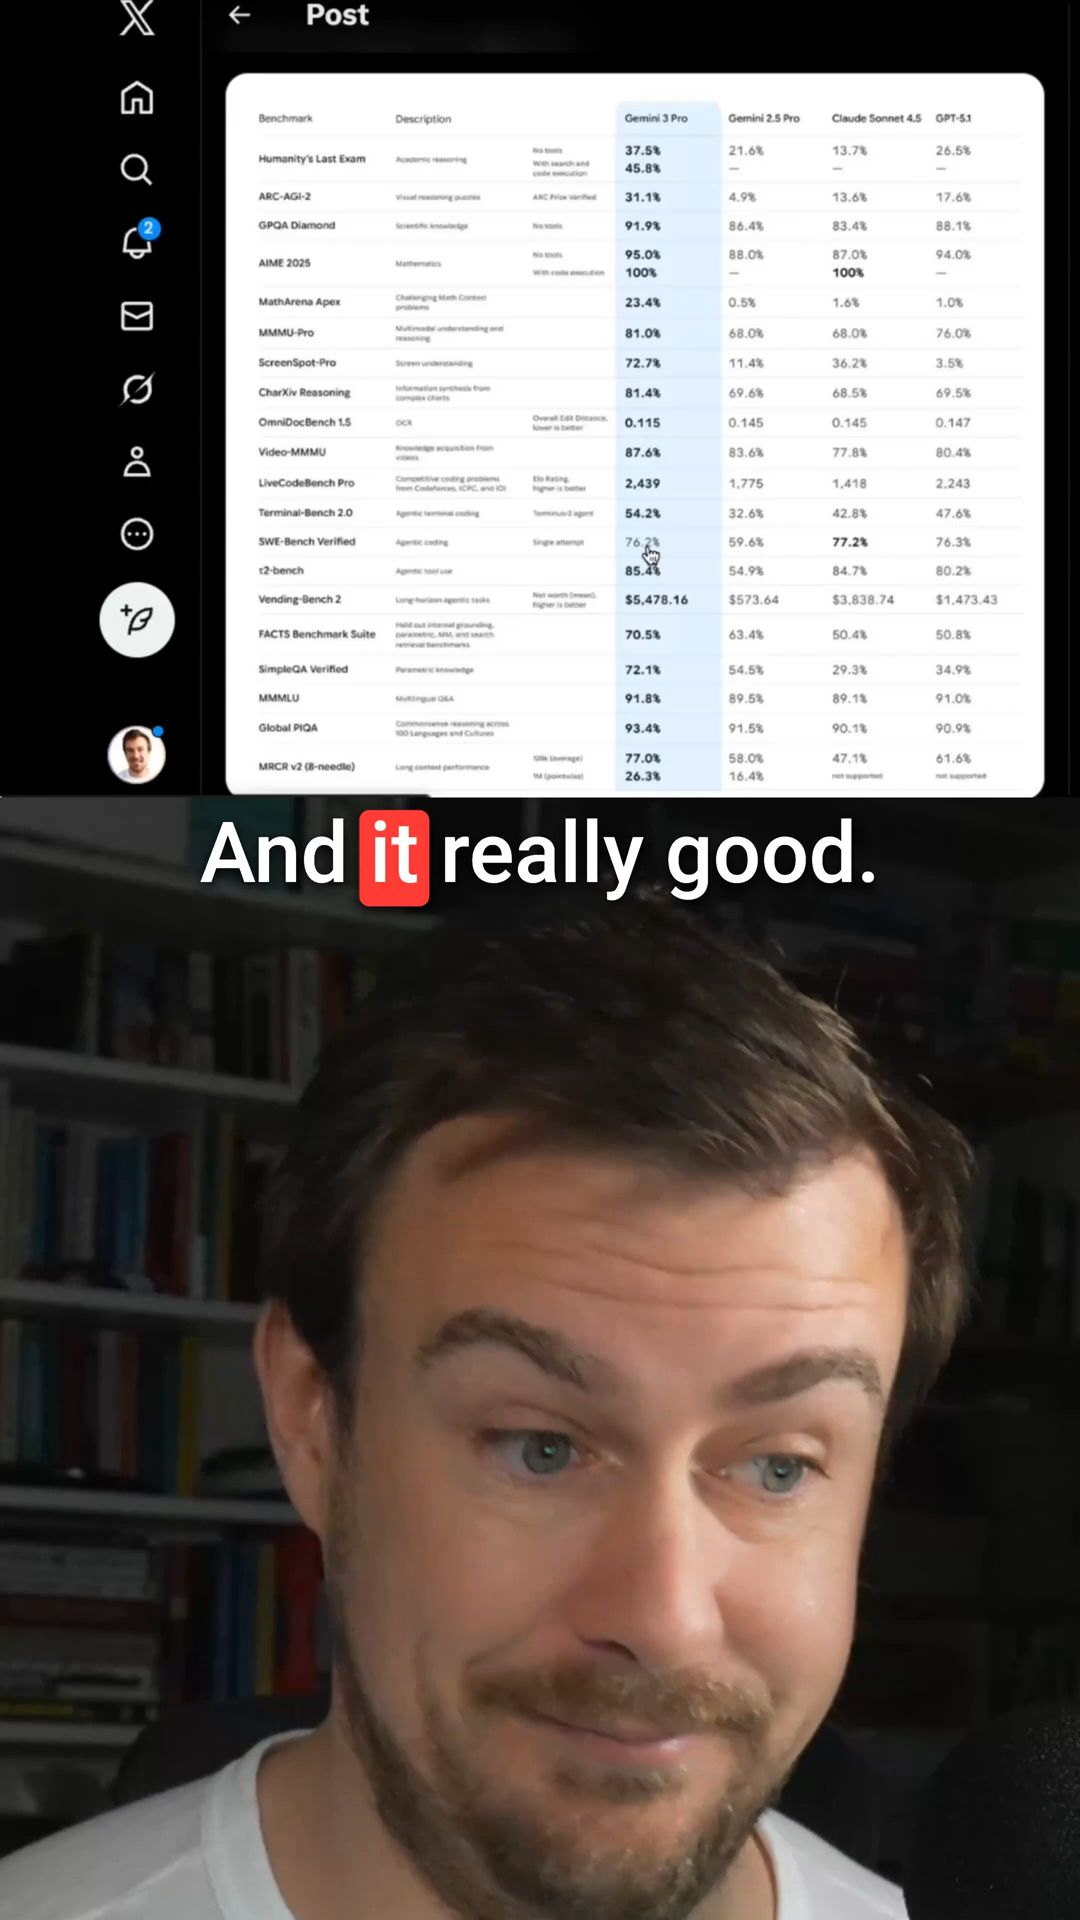 Post
2
Benchmark Description Gemini 3 Pro Gemini 2.5 Pro Claude Sonnet 4.5 GPT-5.1
Humanity's Last Exam Academic reasoning No tools 37.5% 21.6% 13.7% 26.5%
With search and code execution 45.8% — — —
ARC-AGI-2 Visual reasoning puzzles ARC Prize Verified 31.1% 4.9% 13.6% 17.6%
GPQA Diamond Scientific knowledge No tools 91.9% 86.4% 83.4% 88.1%
AIME 2025 Mathematics No tools 95.0% 88.0% 87.0% 94.0%
With code execution 100% — 100% —
MathArena Apex Challenging Math Contest problems 23.4% 0.5% 1.6% 1.0%
MMMU-Pro Multimodal understanding and reasoning 81.0% 68.0% 68.0% 76.0%
ScreenSpot-Pro Screen understanding 72.7% 11.4% 36.2% 3.5%
CharXiv Reasoning Information synthesis from complex charts 81.4% 69.6% 68.5% 69.5%
OmniDocBench 1.5 OCR Overall Edit Distance, lower is better 0.115 0.145 0.145 0.147
Video-MMMU Knowledge acquisition from videos 87.6% 83.6% 77.8% 80.4%
LiveCodeBench Pro Competitive coding problems from Codeforces, ICPC, and IOI Elo Rating, higher is better 2,439 1,775 1,418 2,243
Terminal-Bench 2.0 Agentic terminal coding Terminus-2 agent 54.2% 32.6% 42.8% 47.6%
SWE-Bench Verified Agentic coding Single attempt 76.2% 59.6% 77.2% 76.3%
τ2-bench Agentic tool use 85.4% 54.9% 84.7% 80.2%
Vending-Bench 2 Long-horizon agentic tasks Net worth (mean), higher is better $5,478.16 $573.64 $3,838.74 $1,473.43
FACTS Benchmark Suite Held out internal grounding, parametric, MM, and search retrieval benchmarks 70.5% 63.4% 50.4% 50.8%
SimpleQA Verified Parametric knowledge 72.1% 54.5% 29.3% 34.9%
MMMLU Multilingual Q&A 91.8% 89.5% 89.1% 91.0%
Global PIQA Commonsense reasoning across 100 Languages and Cultures 93.4% 91.5% 90.1% 90.9%
MRCR v2 (8-needle) Long context performance 128k (average) 77.0% 58.0% 47.1% 61.6%
1M (pointwise) 26.3% 16.4% not supported not supported
And it really good.